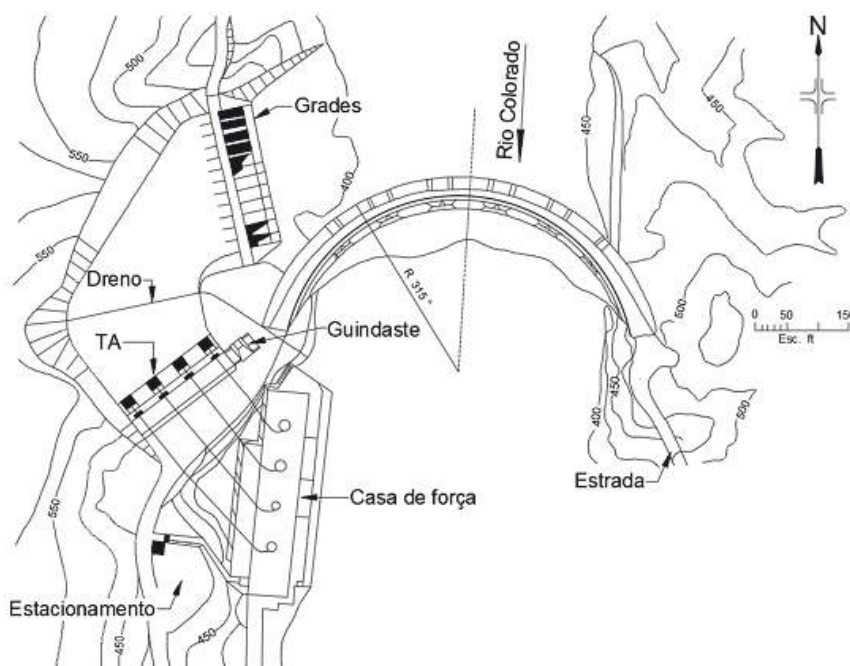 500
Grades
Rio Colorado
N
450
450
550
400
550
Dreno
R 315 °
500
TA
Guindaste
0 50 150
Esc. ft
450
400
500
Casa de força
Estrada
550
500
Estacionamento
450
450